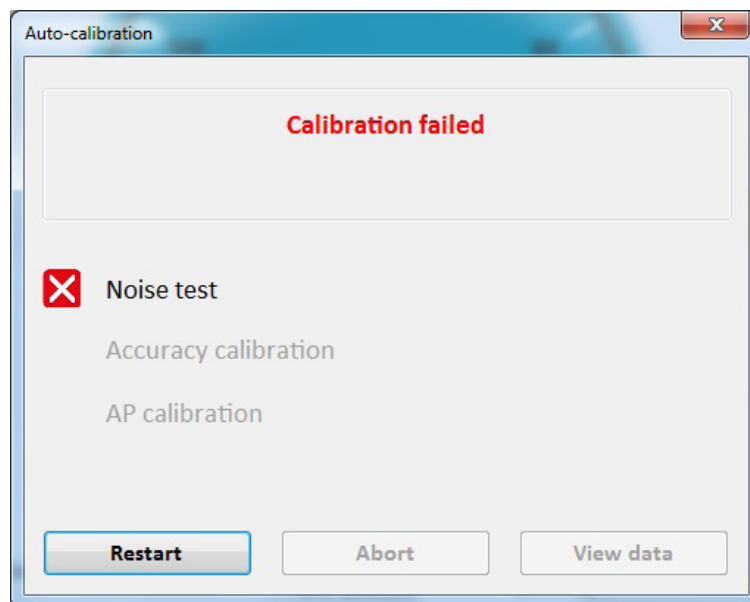 Auto-calibration
Calibration failed
Noise test
Accuracy calibration
AP calibration
Restart
Abort
View data